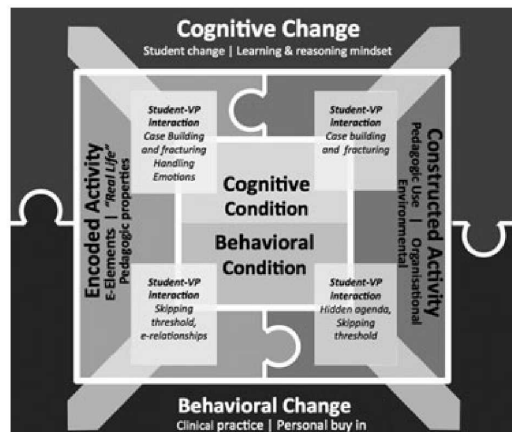 Cognitive Change
Student change | Learning & reasoning mindset
Encoded Activity
E-Elements | "Real Life"
Pedagogic properties
Student-VP
interaction
Case Building
and fracturing
Handling
Emotions
Student-VP
interaction
Case building
and fracturing
Cognitive
Condition
Behavioral
Condition
Student-VP
interaction
Skipping
threshold,
e-relationships
Student-VP
interaction
Hidden agenda,
Skipping
threshold
Constructed Activity
Pedagogic Use | Organisational
Environmental
Behavioral Change
Clinical practice | Personal buy in